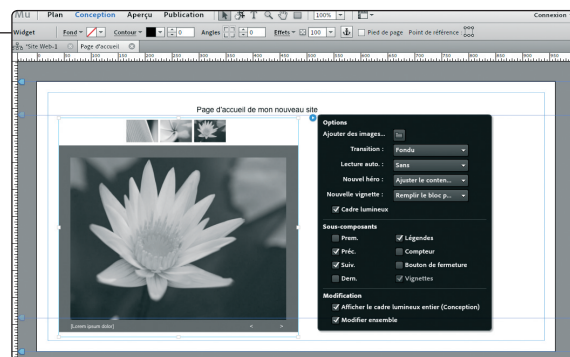 Mu Plan Conception Aperçu Publication T 100% Connexion
Widget Fond Contour 0 Angles 0 Effets 100 Pied de page Point de référence :
*Site Web-1 Page d'accueil
Page d'accueil de mon nouveau site
Options
Ajouter des images...
Transition : Fondu
Lecture auto. : Sans
Nouvel héro : Ajuster le conten...
Nouvelle vignette : Remplir le bloc p...
Cadre lumineux
Sous-composants
Prem. Légendes
Préc. Compteur
Suiv. Bouton de fermeture
Dern. Vignettes
Modification
Afficher le cadre lumineux entier (Conception)
Modifier ensemble
[Lorem ipsum dolor] < >